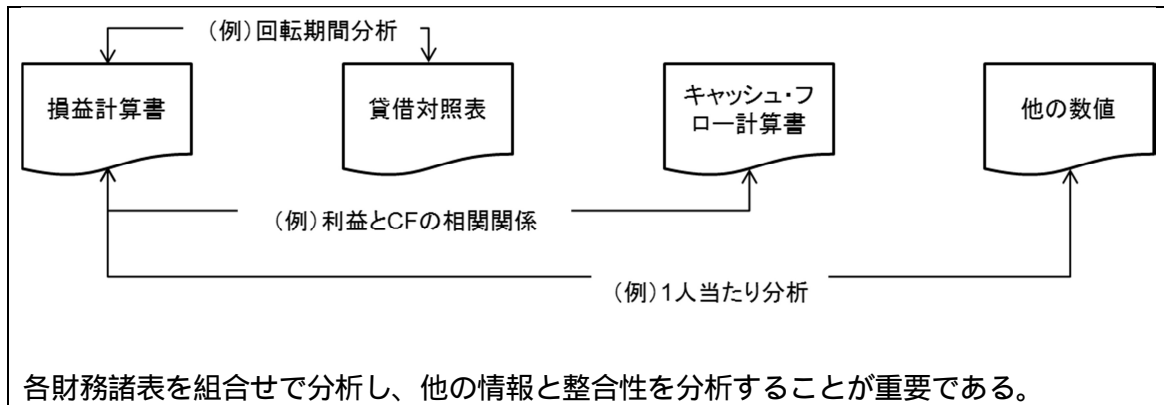 （例）回転期間分析
損益計算書
貸借対照表
キャッシュ・フ
ロー計算書
他の数値
（例）利益とCFの相関関係
（例）1人当たり分析
各財務諸表を組合せで分析し、他の情報と整合性を分析することが重要である。